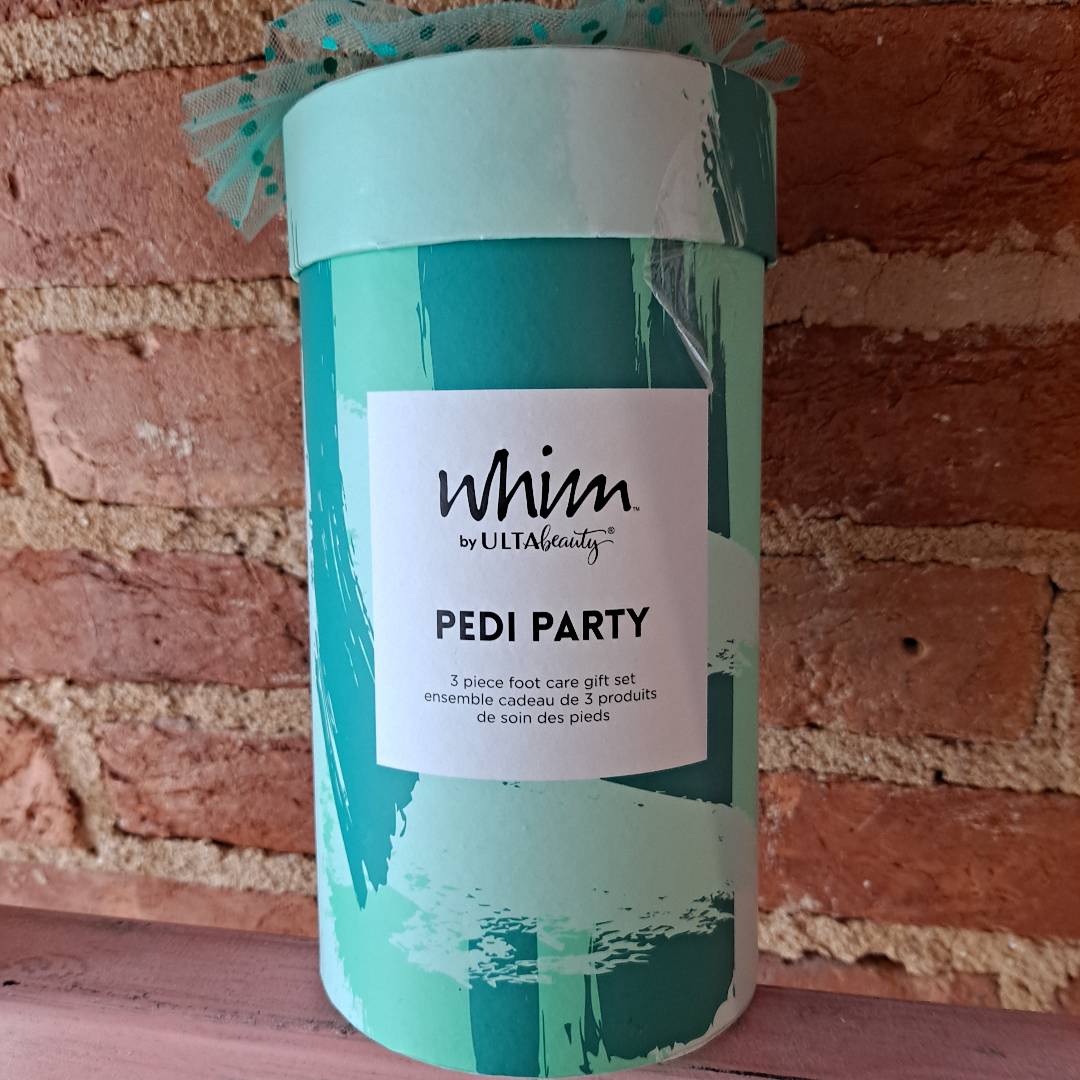 whim™
by ULTAbeauty®
PEDI PARTY
3 piece foot care gift set
ensemble cadeau de 3 produits
de soin des pieds